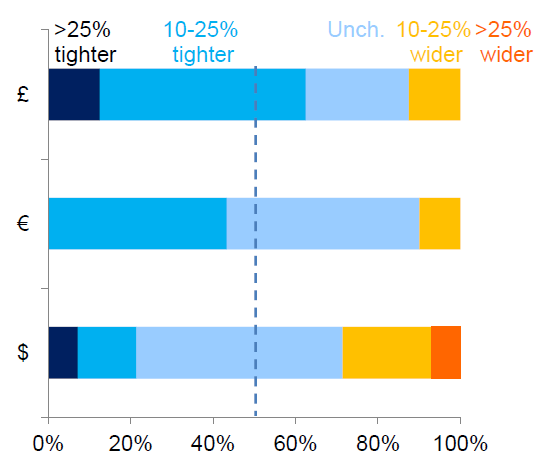 >25% 10-25% Unch. 10-25% >25%
tighter tighter wider wider
£
€
$
0% 20% 40% 60% 80% 100%